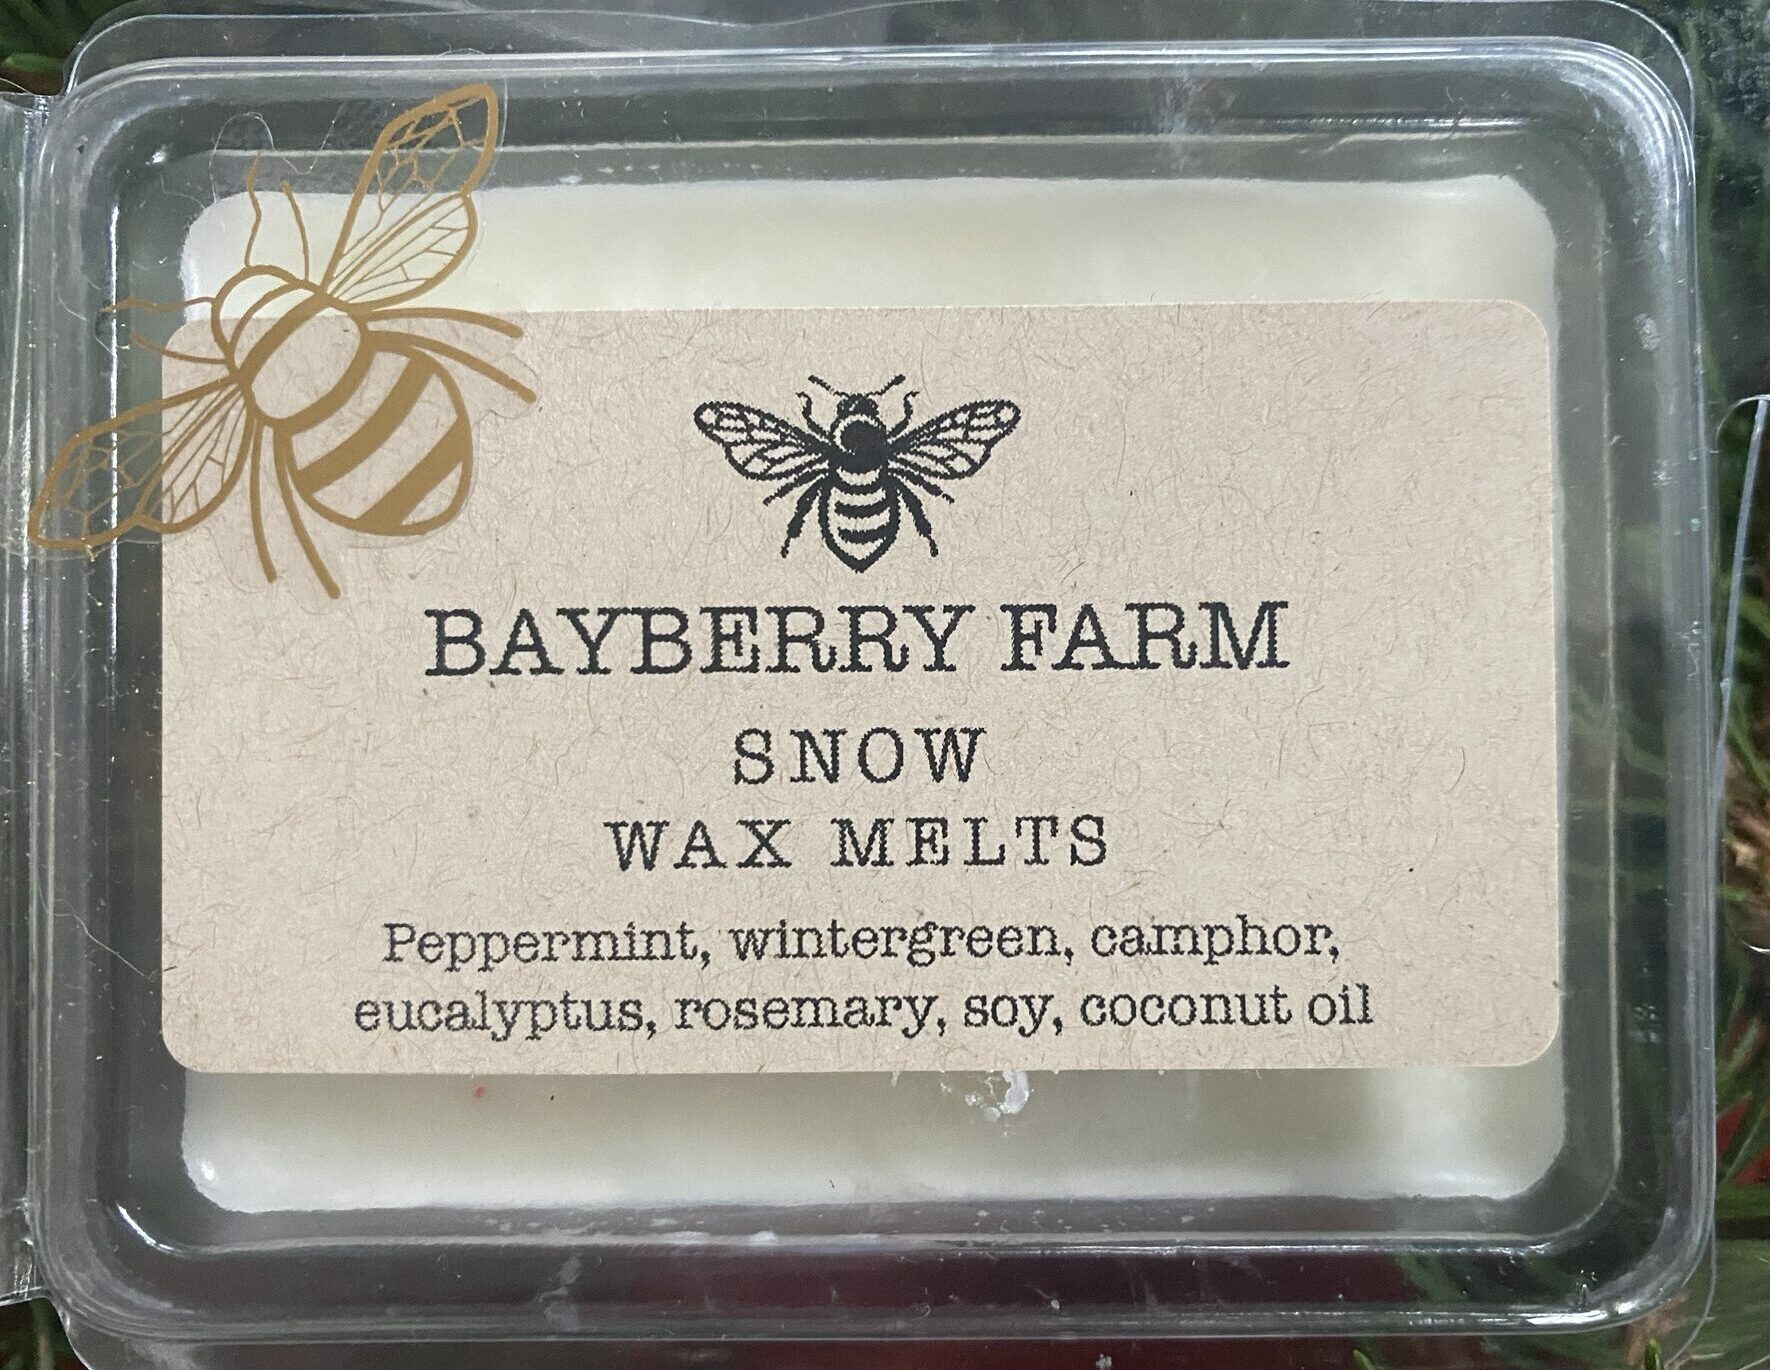 BAYBERRY FARM
SNOW
WAX MELTS
Peppermint, wintergreen, camphor,
eucalyptus, rosemary, soy, coconut oil